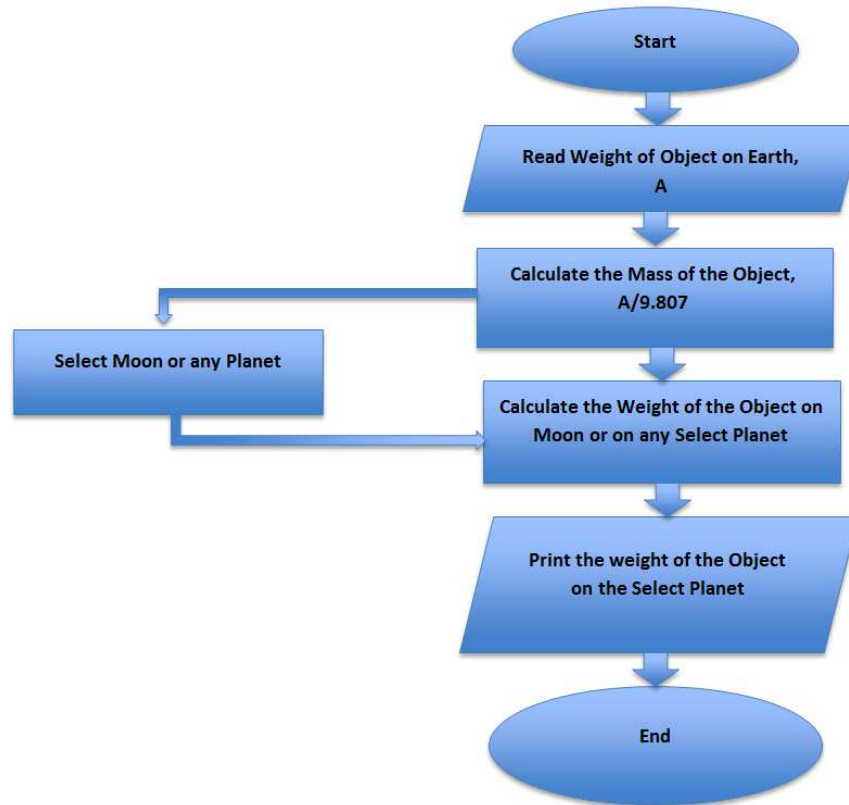 Start
Read Weight of Object on Earth,
A
Calculate the Mass of the Object,
A/9.807
Select Moon or any Planet
Calculate the Weight of the Object on
Moon or on any Select Planet
Print the weight of the Object
on the Select Planet
End